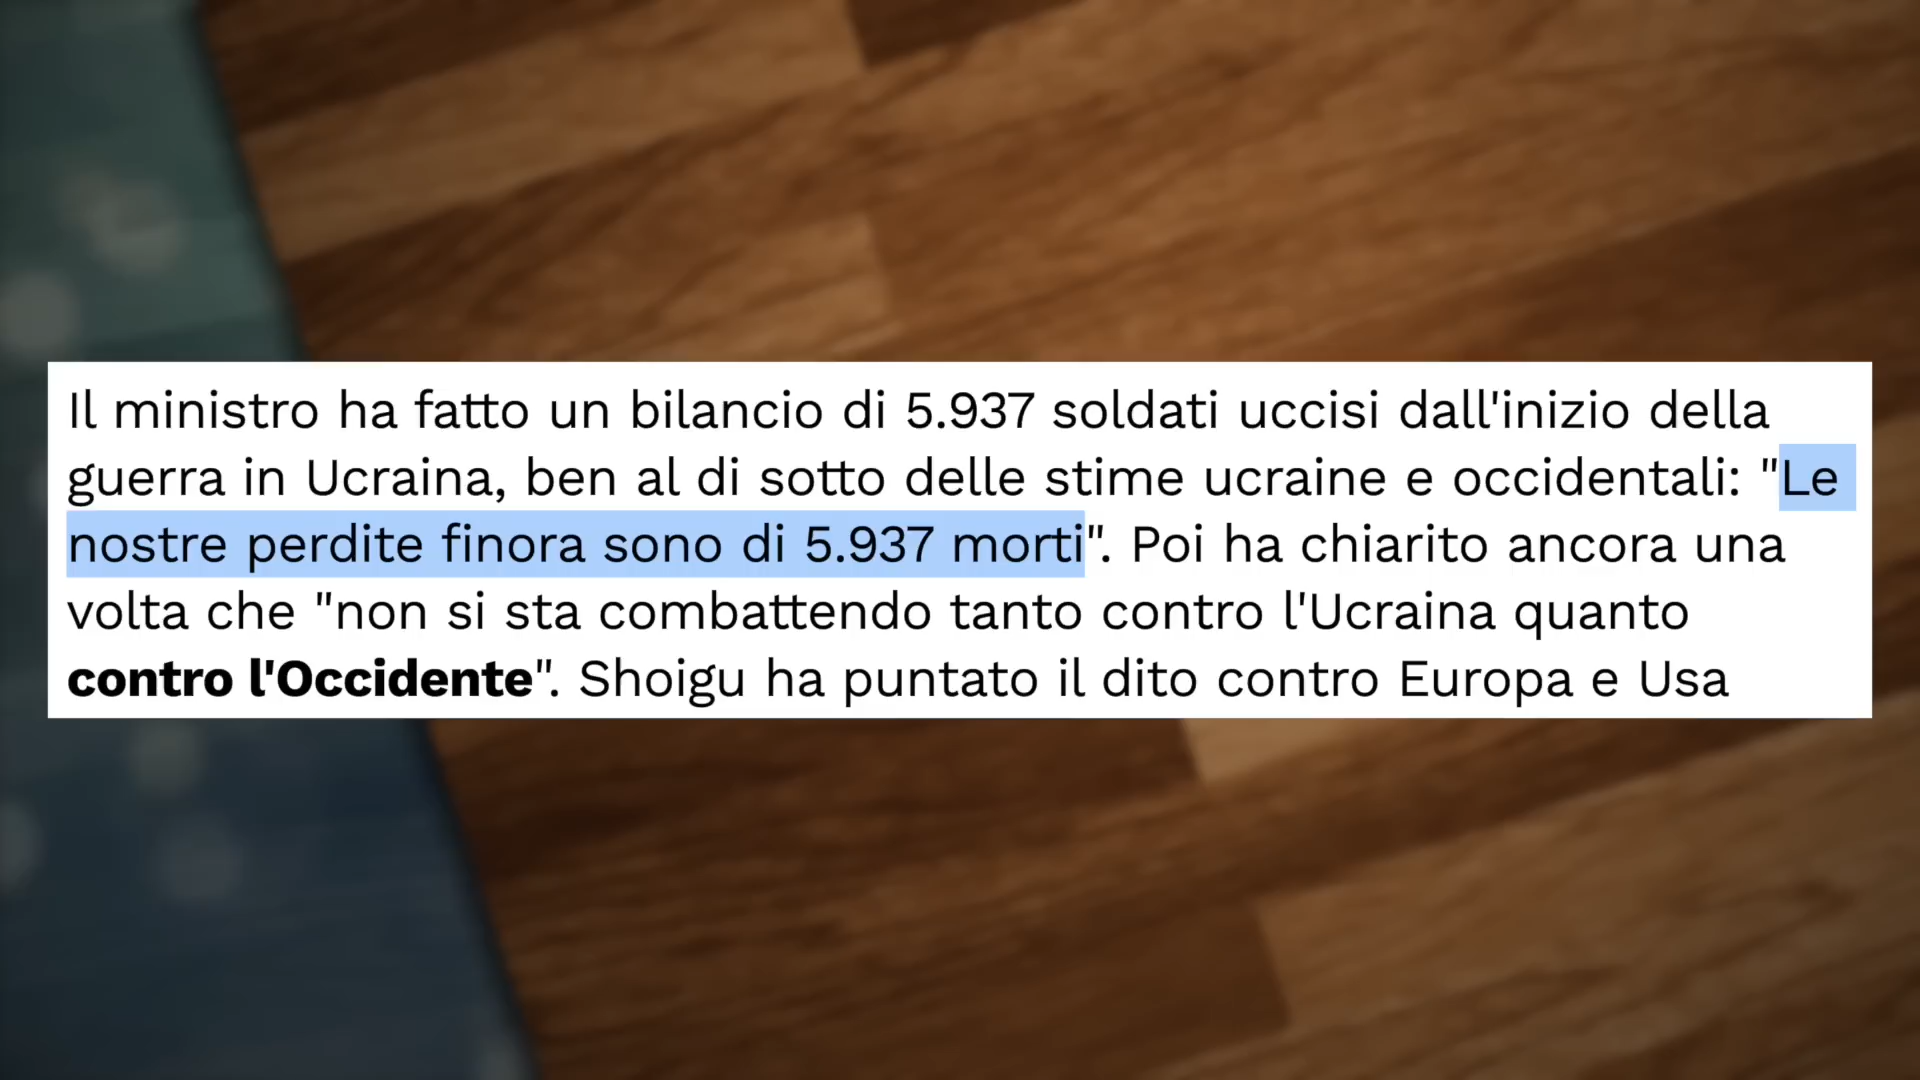 Il ministro ha fatto un bilancio di 5.937 soldati uccisi dall'inizio della
guerra in Ucraina, ben al di sotto delle stime ucraine e occidentali: "Le
nostre perdite finora sono di 5.937 morti". Poi ha chiarito ancora una
volta che "non si sta combattendo tanto contro l'Ucraina quanto
contro l'Occidente". Shoigu ha puntato il dito contro Europa e Usa